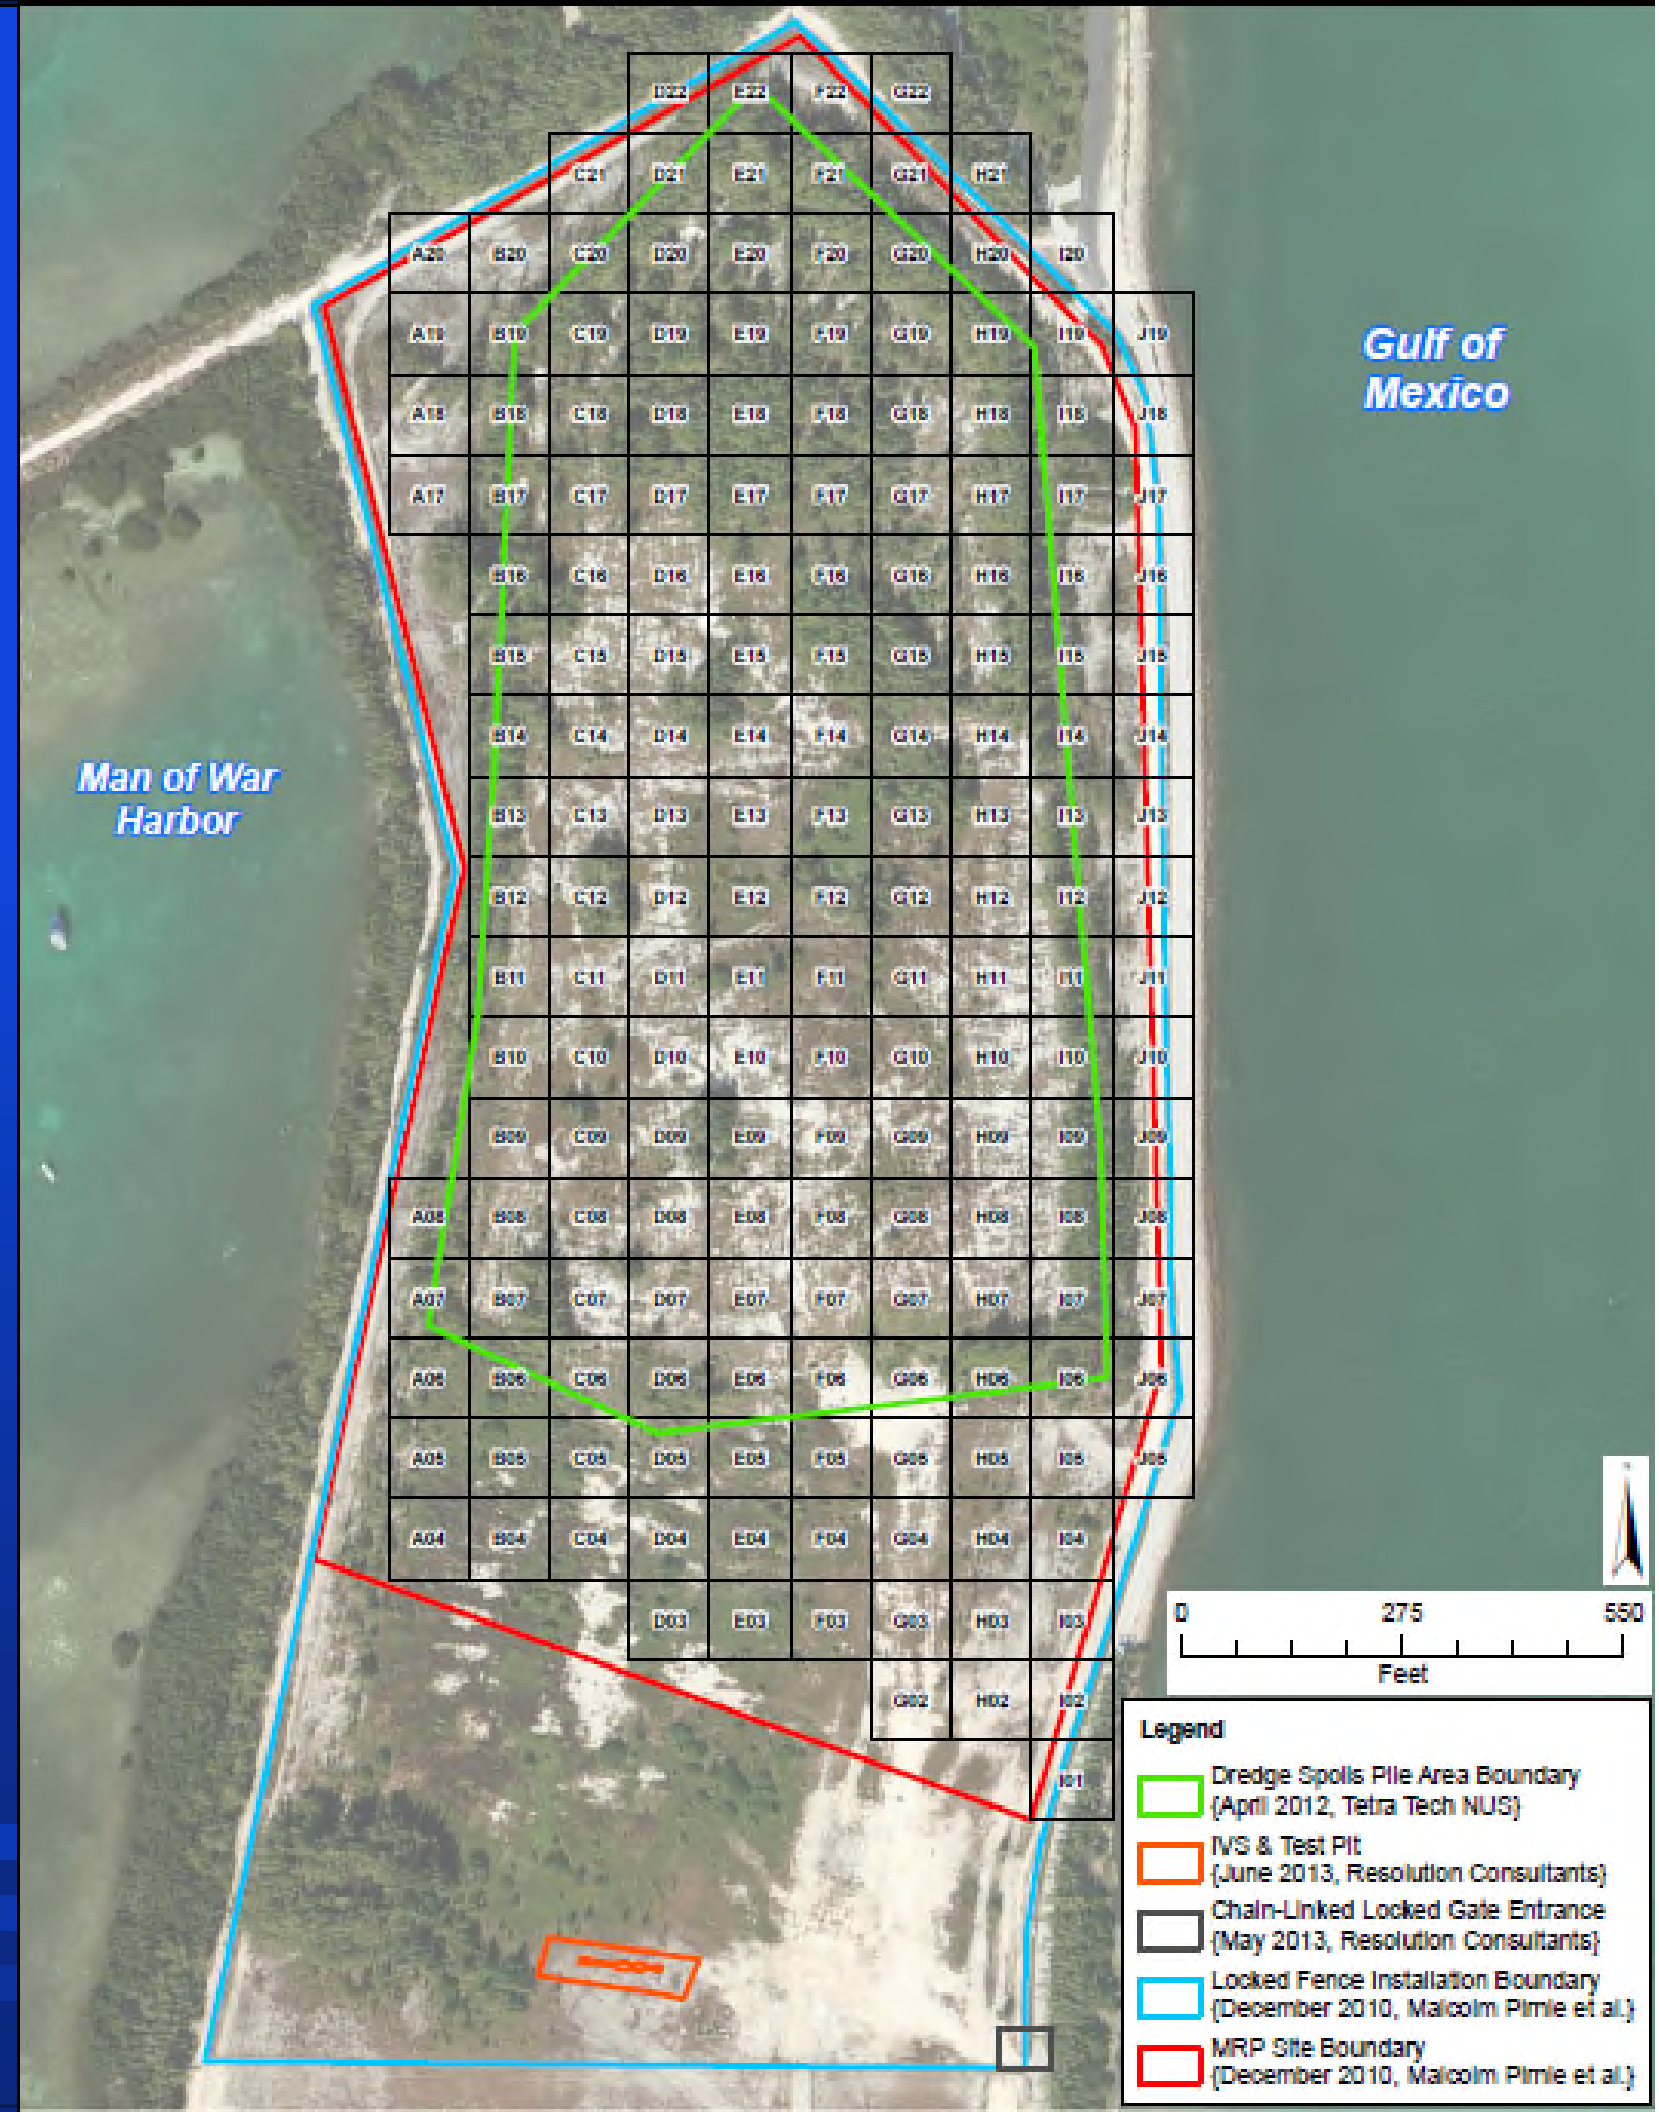 D22 E22 F22 G22
C21 D21 E21 F21 G21 H21
A20 B20 C20 D20 E20 F20 G20 H20 I20
A19 B19 C19 D19 E19 F19 G19 H19 I19 J19
Gulf of
Mexico
A18 B18 C18 D18 E18 F18 G18 H18 I18 J18
A17 B17 C17 D17 E17 F17 G17 H17 I17 J17
B16 C16 D16 E16 F16 G16 H16 I16 J16
B15 C15 D15 E15 F15 G15 H15 I15 J15
B14 C14 D14 E14 F14 G14 H14 I14 J14
Man of War
Harbor
B13 C13 D13 E13 F13 G13 H13 I13 J13
B12 C12 D12 E12 F12 G12 H12 I12 J12
B11 C11 D11 E11 F11 G11 H11 I11 J11
B10 C10 D10 E10 F10 G10 H10 I10 J10
B09 C09 D09 E09 F09 G09 H09 I09 J09
A08 B08 C08 D08 E08 F08 G08 H08 I08 J08
A07 B07 C07 D07 E07 F07 G07 H07 I07 J07
A06 B06 C06 D06 E06 F06 G06 H06 I06 J06
A05 B05 C05 D05 E05 F05 G05 H05 I05 J05
A04 B04 C04 D04 E04 F04 G04 H04 I04
D03 E03 F03 G03 H03 I03
G02 H02 I02
I01
0 275 550
Feet
Legend
Dredge Spoils Pile Area Boundary
{April 2012, Tetra Tech NUS}
IVS & Test Pit
{June 2013, Resolution Consultants}
Chain-Linked Locked Gate Entrance
{May 2013, Resolution Consultants}
Locked Fence Installation Boundary
{December 2010, Malcolm Pirnie et al.}
MRP Site Boundary
{December 2010, Malcolm Pirnie et al.}